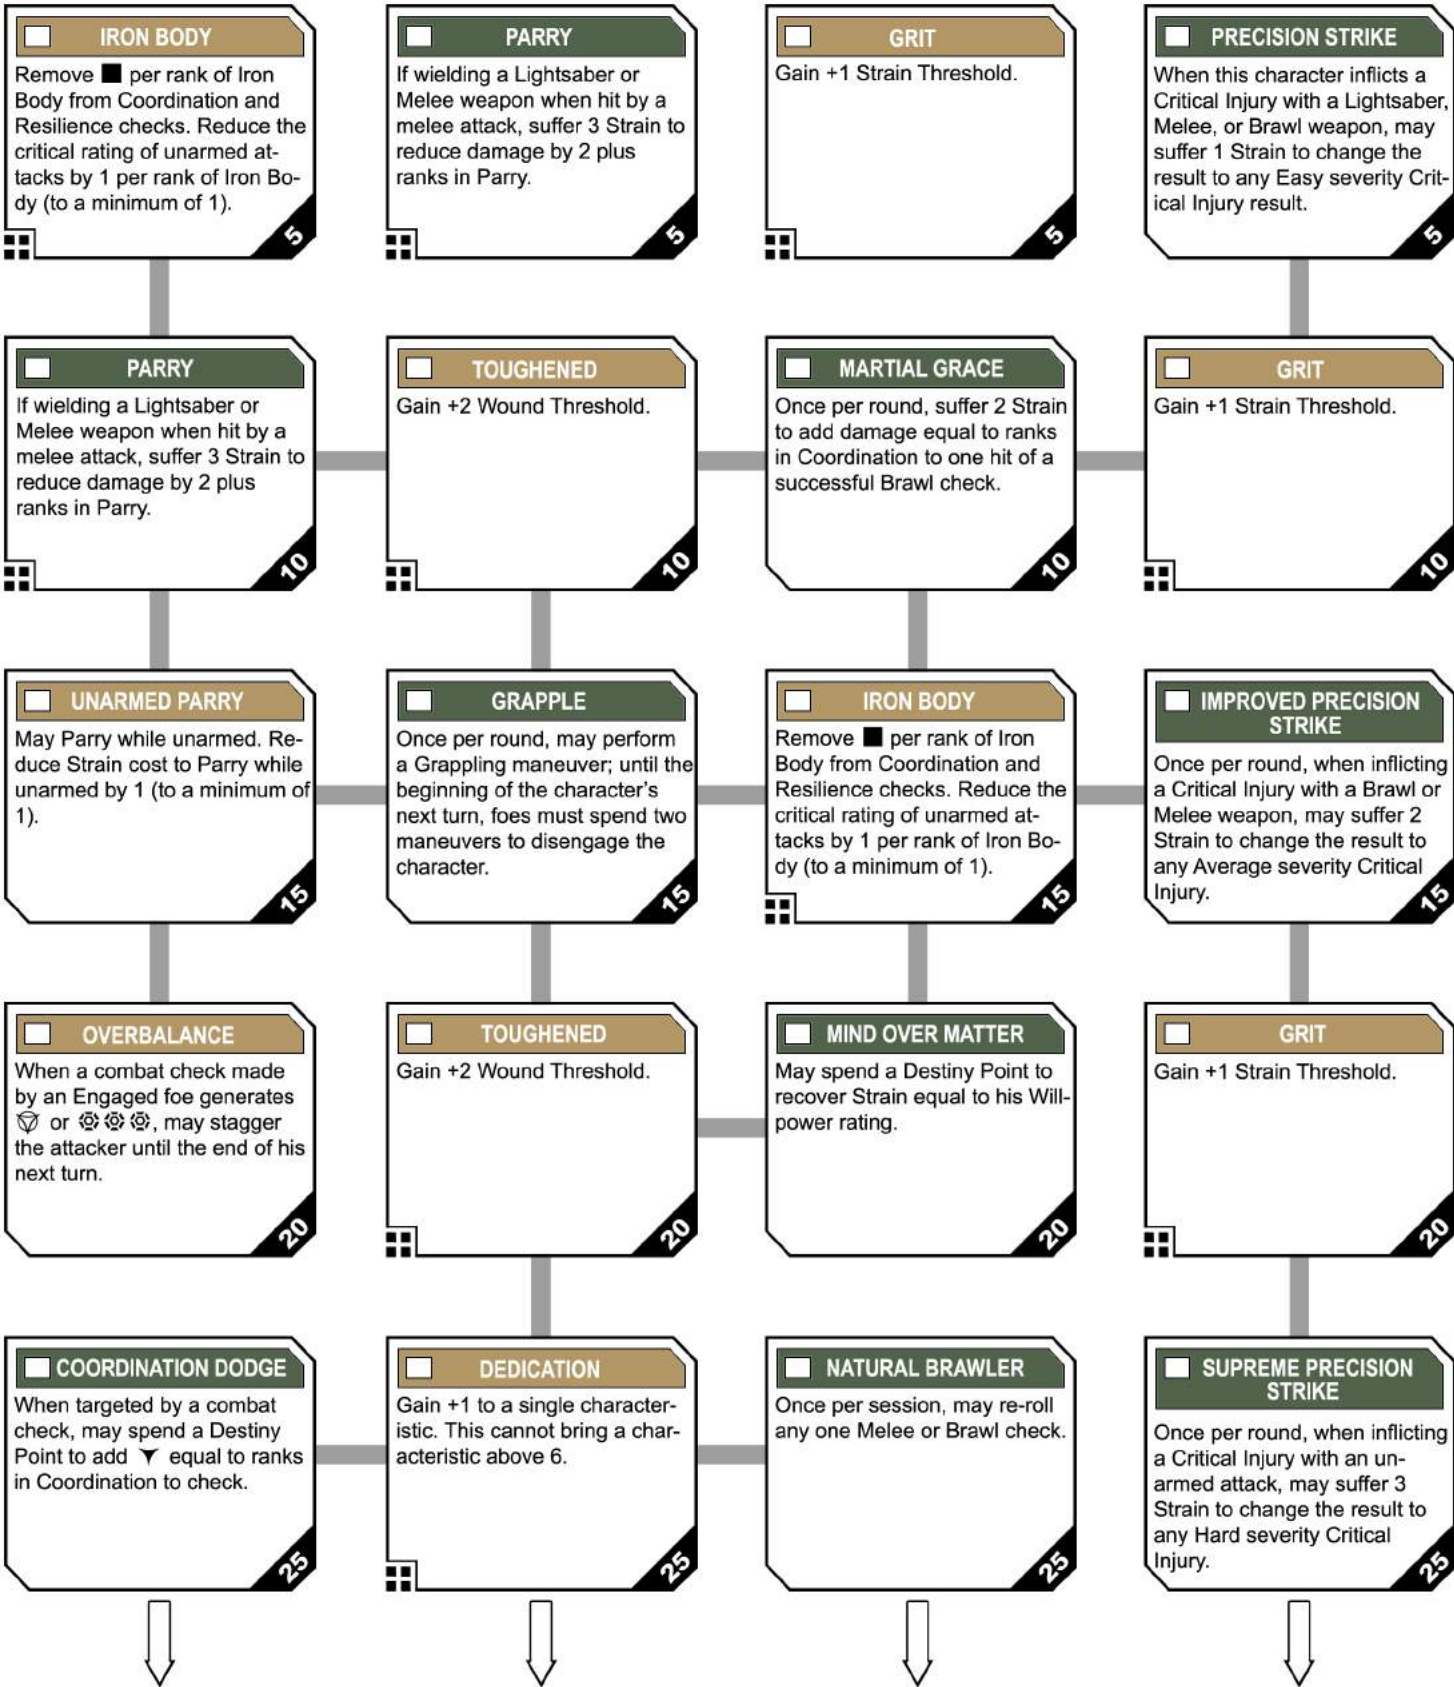 IRON BODY
Remove ■ per rank of Iron
Body from Coordination and
Resilience checks. Reduce the
critical rating of unarmed at-
tacks by 1 per rank of Iron Bo-
dy (to a minimum of 1).
5
PARRY
If wielding a Lightsaber or
Melee weapon when hit by a
melee attack, suffer 3 Strain to
reduce damage by 2 plus
ranks in Parry.
5
GRIT
Gain +1 Strain Threshold.
5
PRECISION STRIKE
When this character inflicts a
Critical Injury with a Lightsaber,
Melee, or Brawl weapon, may
suffer 1 Strain to change the
result to any Easy severity Crit-
ical Injury result.
5
PARRY
If wielding a Lightsaber or
Melee weapon when hit by a
melee attack, suffer 3 Strain to
reduce damage by 2 plus
ranks in Parry.
10
TOUGHENED
Gain +2 Wound Threshold.
10
MARTIAL GRACE
Once per round, suffer 2 Strain
to add damage equal to ranks
in Coordination to one hit of a
successful Brawl check.
10
GRIT
Gain +1 Strain Threshold.
10
UNARMED PARRY
May Parry while unarmed. Re-
duce Strain cost to Parry while
unarmed by 1 (to a minimum of
1).
15
GRAPPLE
Once per round, may perform
a Grappling maneuver; until the
beginning of the character's
next turn, foes must spend two
maneuvers to disengage the
character.
15
IRON BODY
Remove ■ per rank of Iron
Body from Coordination and
Resilience checks. Reduce the
critical rating of unarmed at-
tacks by 1 per rank of Iron Bo-
dy (to a minimum of 1).
15
IMPROVED PRECISION
STRIKE
Once per round, when inflicting
a Critical Injury with a Brawl or
Melee weapon, may suffer 2
Strain to change the result to
any Average severity Critical
Injury.
15
OVERBALANCE
When a combat check made
by an Engaged foe generates
or , may stagger
the attacker until the end of his
next turn.
20
TOUGHENED
Gain +2 Wound Threshold.
20
MIND OVER MATTER
May spend a Destiny Point to
recover Strain equal to his Will-
power rating.
20
GRIT
Gain +1 Strain Threshold.
20
COORDINATION DODGE
When targeted by a combat
check, may spend a Destiny
Point to add equal to ranks
in Coordination to check.
25
DEDICATION
Gain +1 to a single character-
istic. This cannot bring a char-
acteristic above 6.
25
NATURAL BRAWLER
Once per session, may re-roll
any one Melee or Brawl check.
25
SUPREME PRECISION
STRIKE
Once per round, when inflicting
a Critical Injury with an un-
armed attack, may suffer 3
Strain to change the result to
any Hard severity Critical
Injury.
25